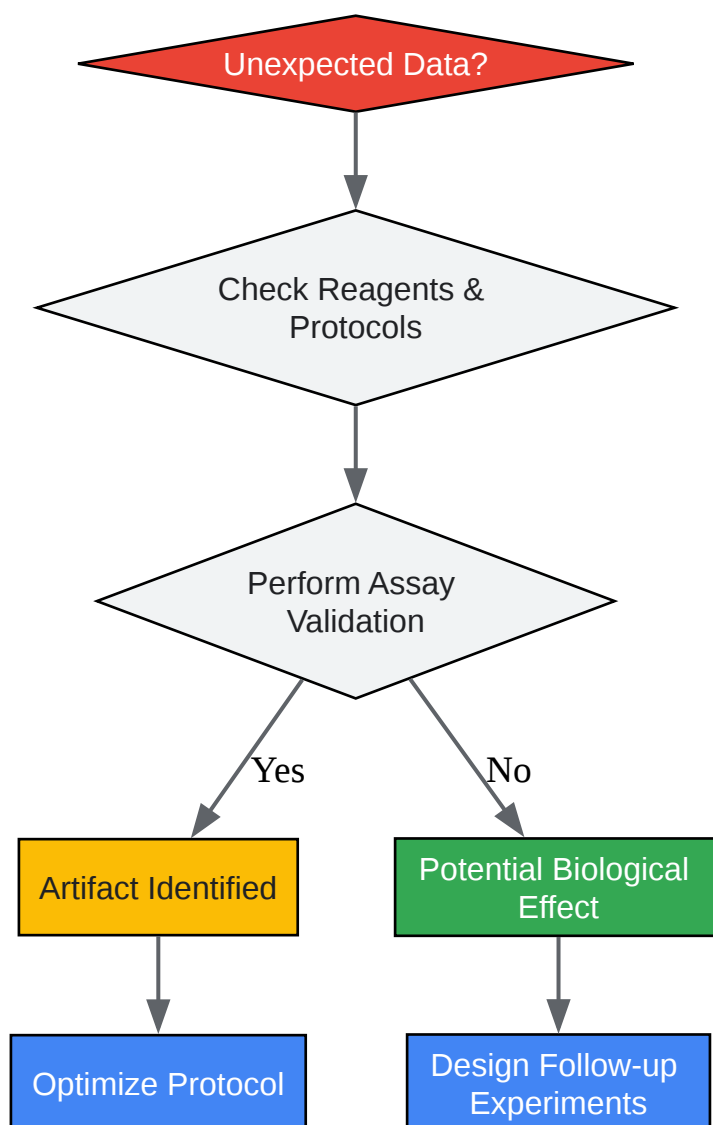 Unexpected Data?
Check Reagents &
Protocols
Perform Assay
Validation
Yes
No
Artifact Identified
Potential Biological
Effect
Optimize Protocol
Design Follow-up
Experiments